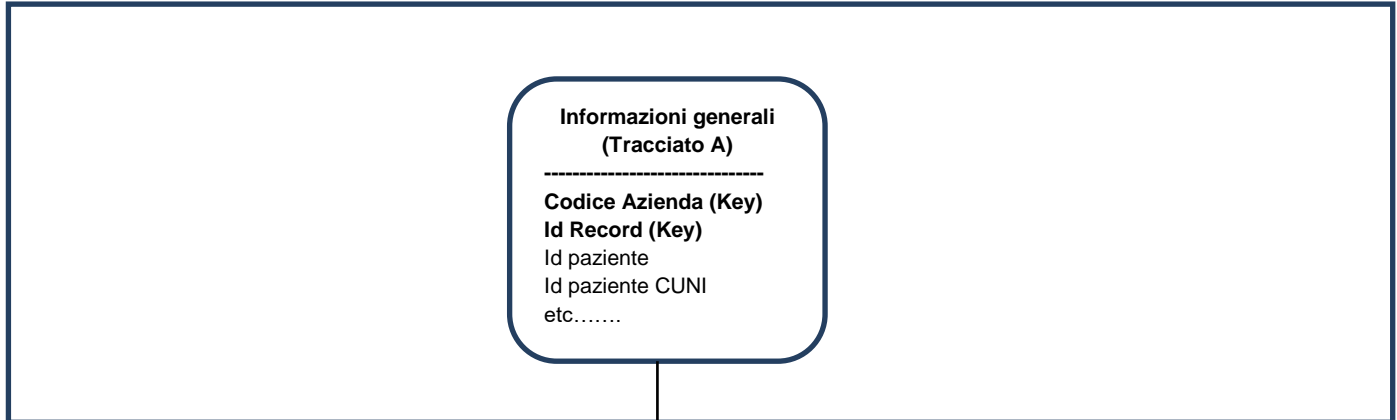 Informazioni generali
(Tracciato A)
-------------------------------
Codice Azienda (Key)
Id Record (Key)
Id paziente
Id paziente CUNI
etc…….